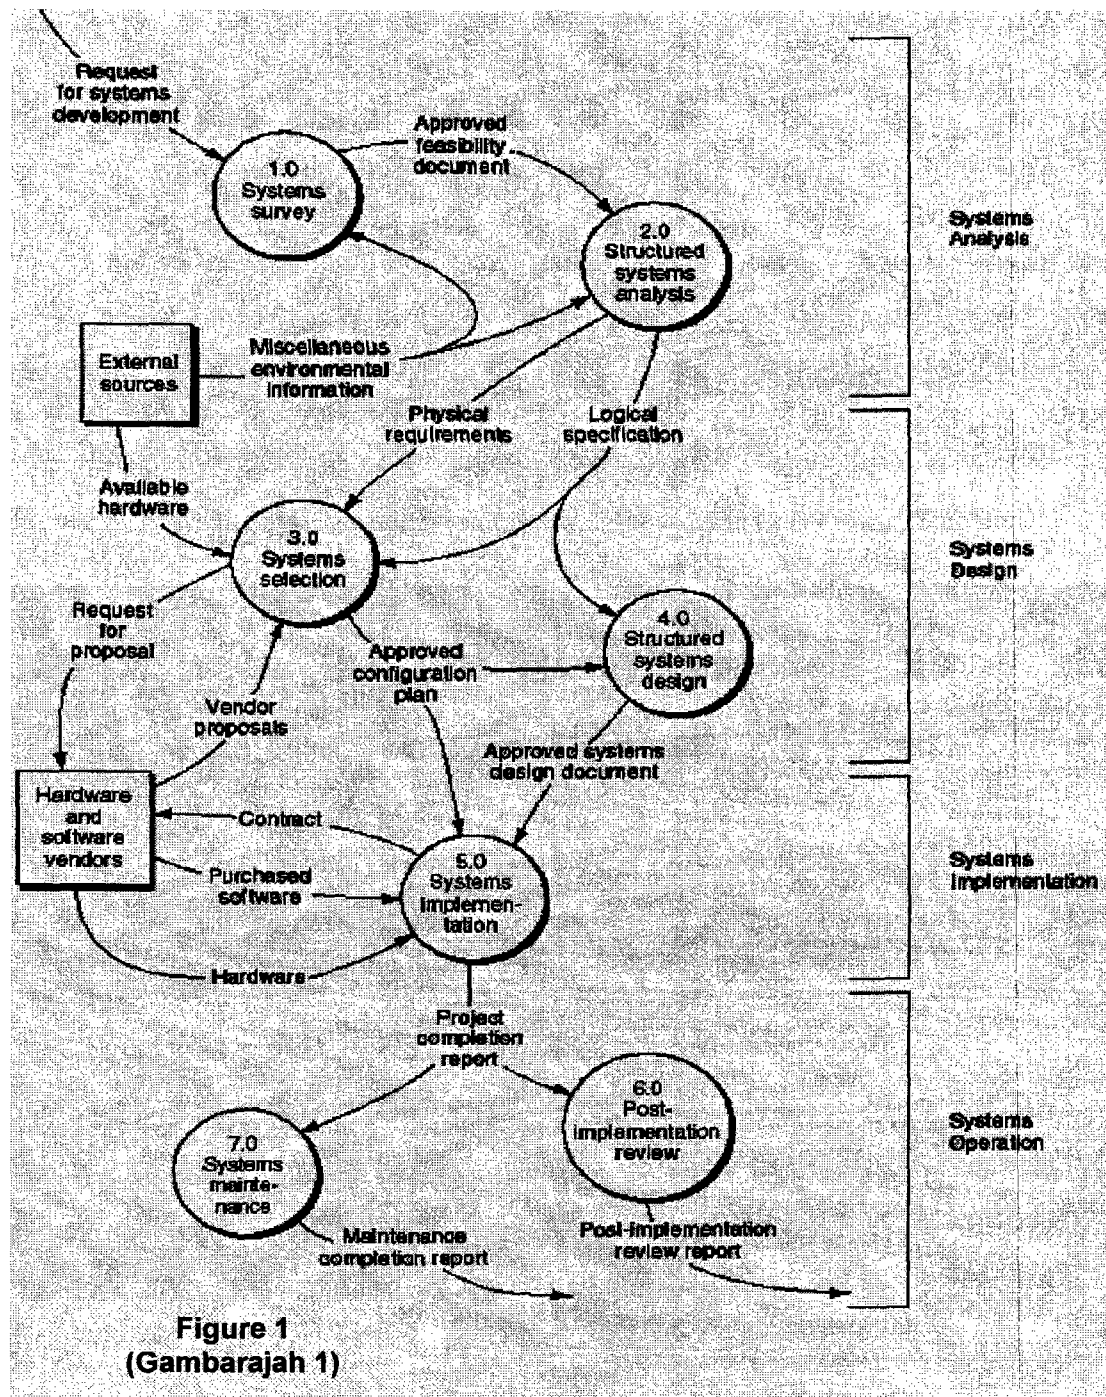 Request
for systems
development
1.0
Systems
survey
Approved
feasibility
document
2.0
Structured
systems
analysis
Systems
Analysis
External
sources
Miscellaneous
environmental
information
Physical
requirements
Logical
specification
Available
hardware
3.0
Systems
selection
Systems
Design
Request
for
proposal
Vendor
proposals
Approved
configuration
plan
4.0
Structured
systems
design
Approved systems
design document
Hardware
and
software
vendors
Contract
Purchased
software
5.0
Systems
implemen-
tation
Systems
Implementation
Hardware
Project
completion
report
6.0
Post-
implementation
review
7.0
Systems
mainte-
nance
Systems
Operation
Maintenance
completion report
Post-implementation
review report
Figure 1
(Gambarajah 1)